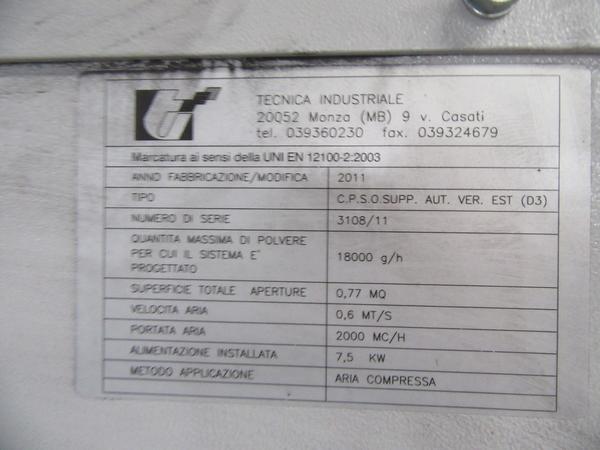 TECNICA INDUSTRIALE
20052 Monza (MB) 9 v. Casati
tel. 039360230 fax. 039324679
Marcatura ai sensi della UNI EN 12100-2:2003
ANNO FABBRICAZIONE/MODIFICA 2011
TIPO C.P.S.O.SUPP. AUT. VER. EST (D3)
NUMERO DI SERIE 3108/11
QUANTITA MASSIMA DI POLVERE
PER CUI IL SISTEMA E' 18000 g/h
PROGETTATO
SUPERFICIE TOTALE APERTURE 0,77 MQ
VELOCITA ARIA 0,6 MT/S
PORTATA ARIA 2000 MC/H
ALIMENTAZIONE INSTALLATA 7,5 KW
METODO APPLICAZIONE ARIA COMPRESSA